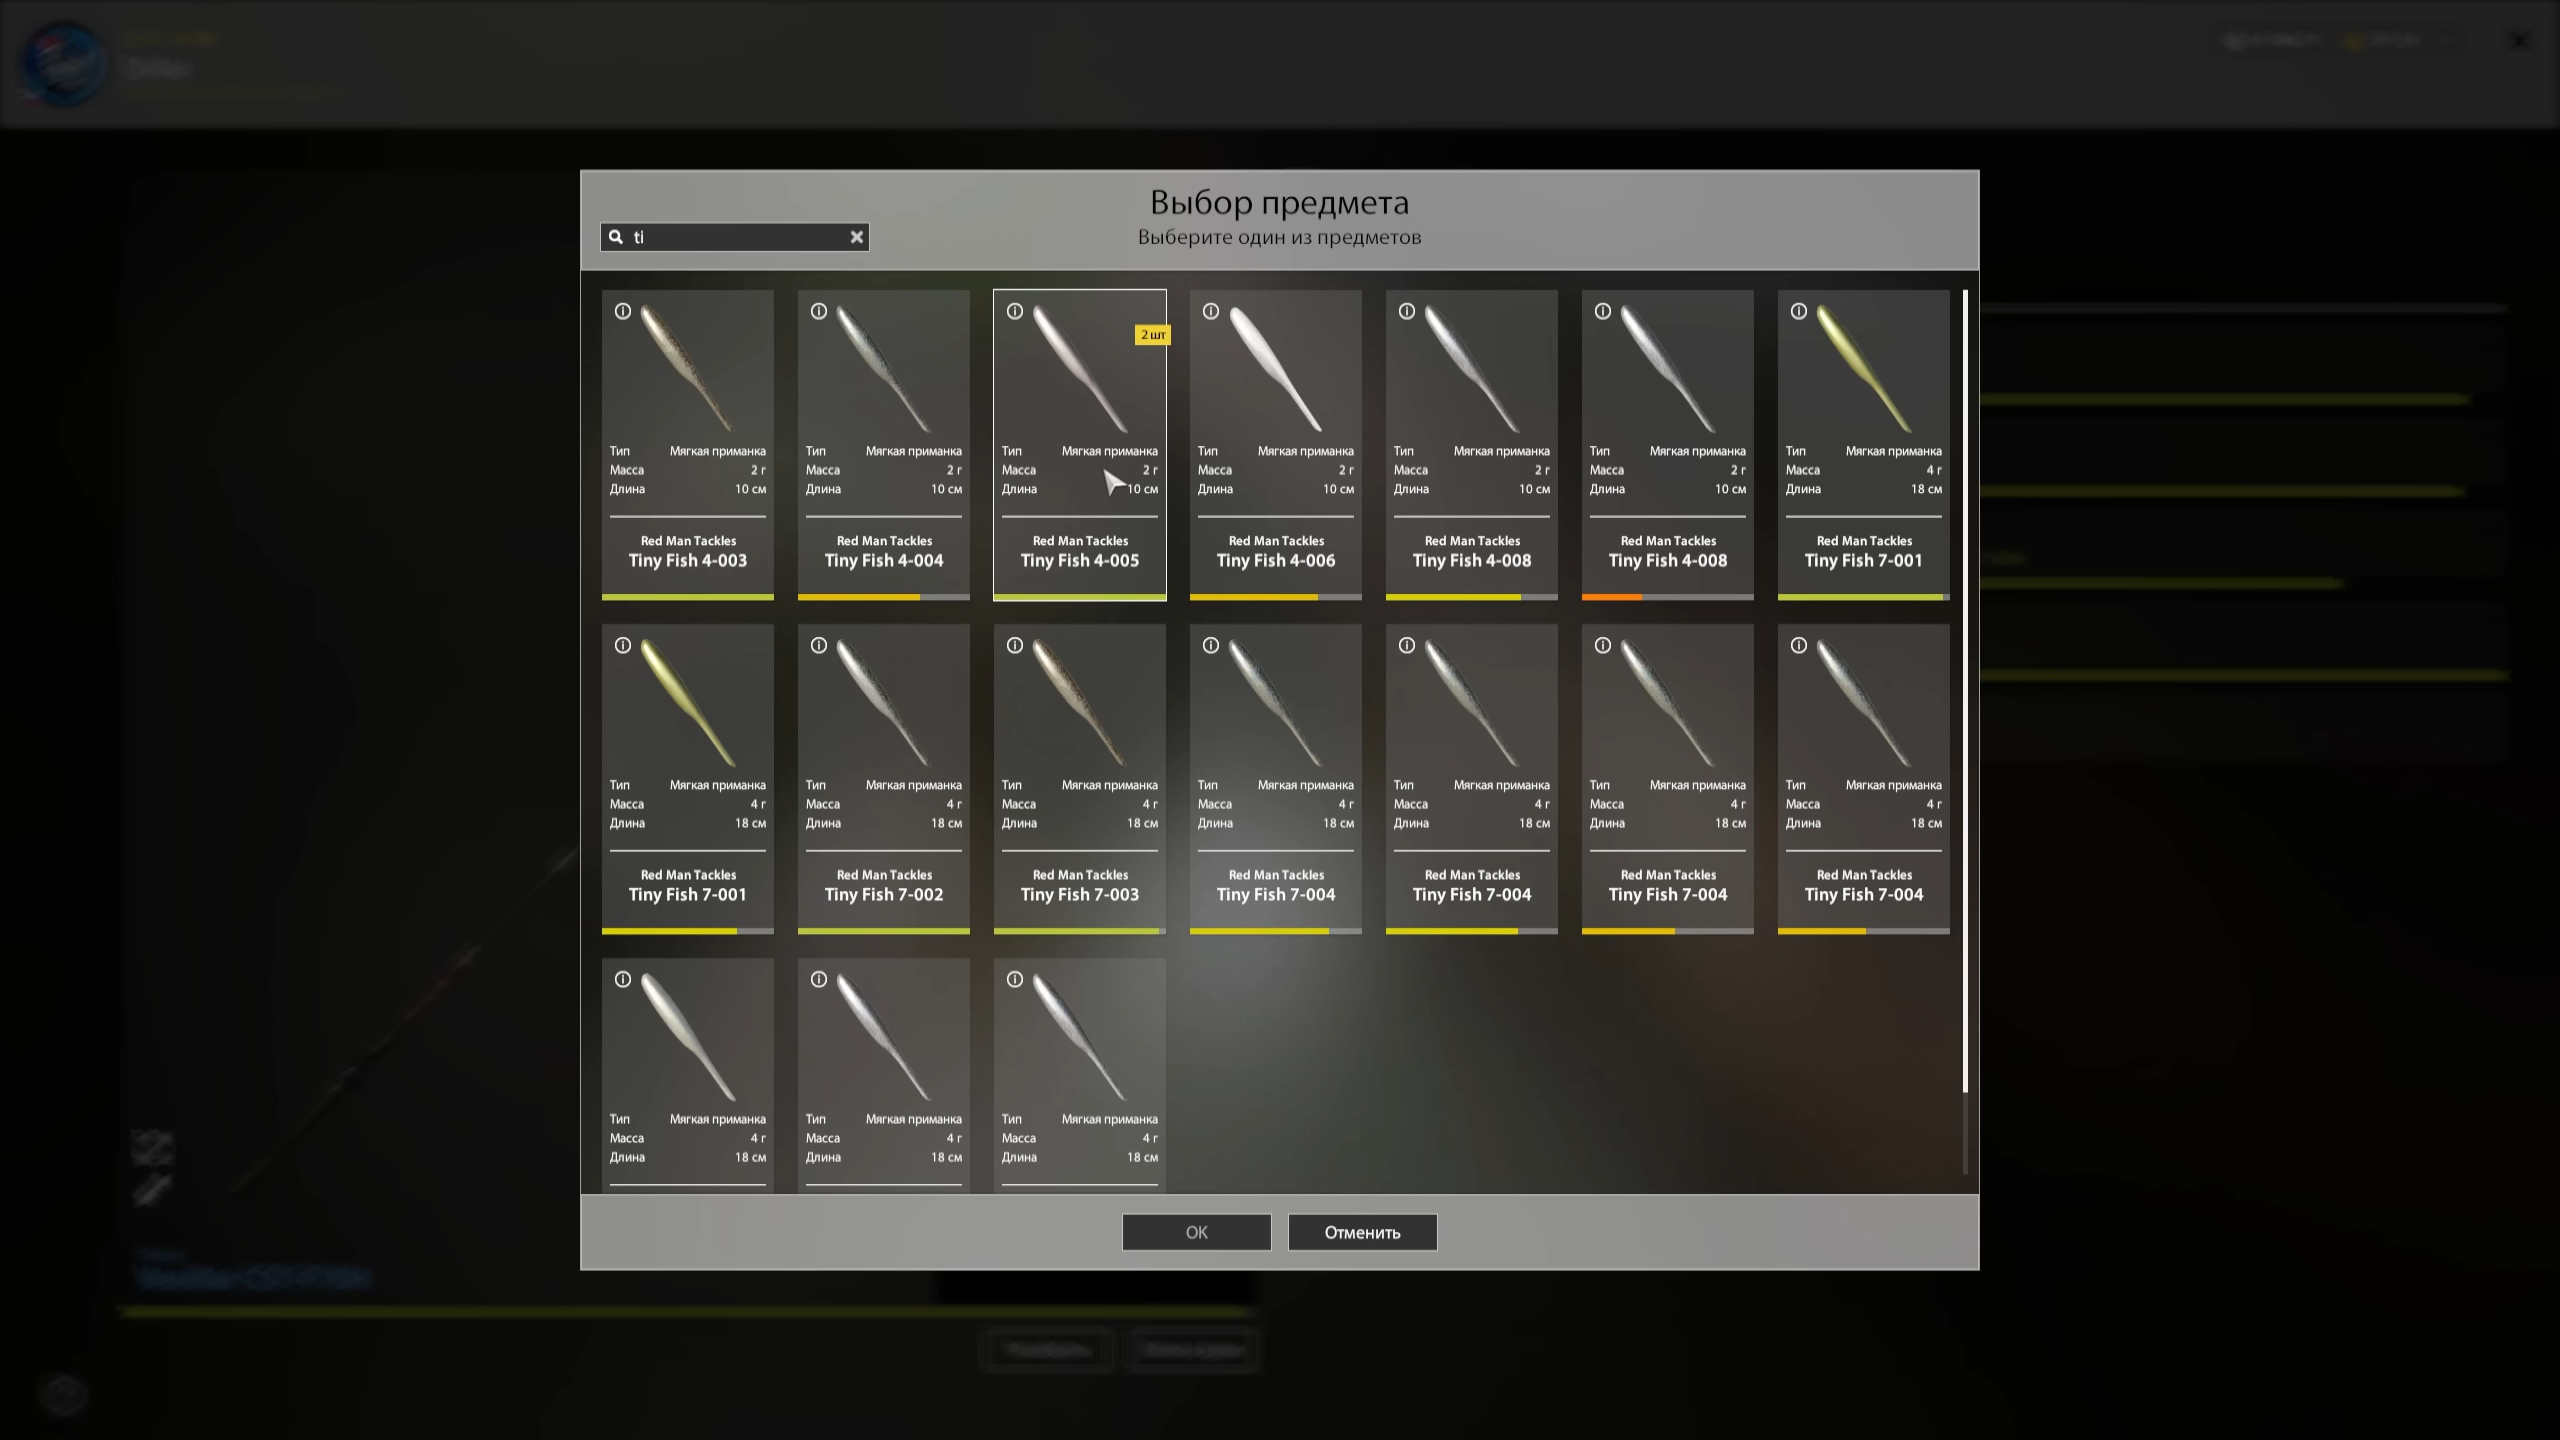 Выбор предмета
ti
Выберите один из предметов
2 шт
Тип Мягкая приманка
Масса 2 г
Длина 10 см
Red Man Tackles
Tiny Fish 4-003
Тип Мягкая приманка
Масса 2 г
Длина 10 см
Red Man Tackles
Tiny Fish 4-004
Тип Мягкая приманка
Масса 2 г
Длина 10 см
Red Man Tackles
Tiny Fish 4-005
Тип Мягкая приманка
Масса 2 г
Длина 10 см
Red Man Tackles
Tiny Fish 4-006
Тип Мягкая приманка
Масса 2 г
Длина 10 см
Red Man Tackles
Tiny Fish 4-008
Тип Мягкая приманка
Масса 2 г
Длина 10 см
Red Man Tackles
Tiny Fish 4-008
Тип Мягкая приманка
Масса 4 г
Длина 18 см
Red Man Tackles
Tiny Fish 7-001
Тип Мягкая приманка
Масса 4 г
Длина 18 см
Red Man Tackles
Tiny Fish 7-001
Тип Мягкая приманка
Масса 4 г
Длина 18 см
Red Man Tackles
Tiny Fish 7-002
Тип Мягкая приманка
Масса 4 г
Длина 18 см
Red Man Tackles
Tiny Fish 7-003
Тип Мягкая приманка
Масса 4 г
Длина 18 см
Red Man Tackles
Tiny Fish 7-004
Тип Мягкая приманка
Масса 4 г
Длина 18 см
Red Man Tackles
Tiny Fish 7-004
Тип Мягкая приманка
Масса 4 г
Длина 18 см
Red Man Tackles
Tiny Fish 7-004
Тип Мягкая приманка
Масса 4 г
Длина 18 см
Red Man Tackles
Tiny Fish 7-004
Тип Мягкая приманка
Масса 4 г
Длина 18 см
Тип Мягкая приманка
Масса 4 г
Длина 18 см
Тип Мягкая приманка
Масса 4 г
Длина 18 см
OK
Отменить